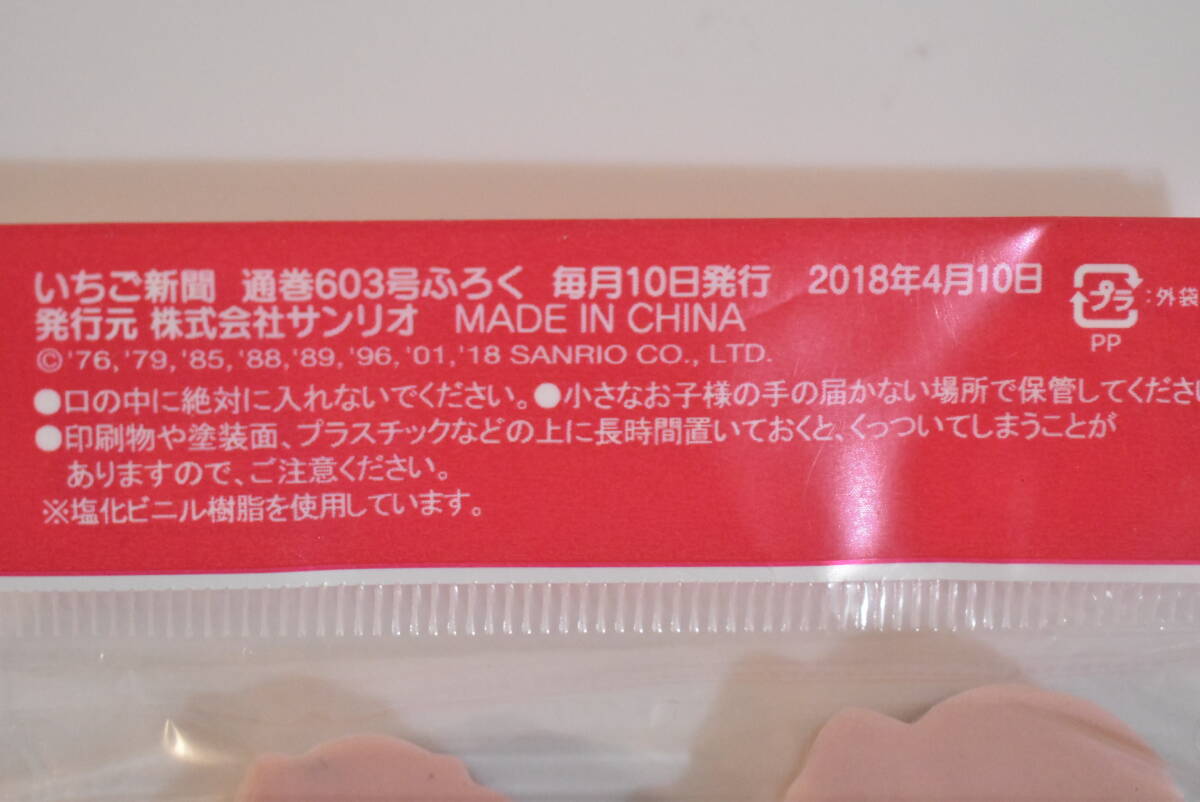 いちご新聞 通巻603号ふろく 毎月10日発行 2018年4月10日
発行元 株式会社サンリオ MADE IN CHINA
©'76,'79,'85,'88,'89,'96,'01,'18 SANRIO CO., LTD.
●口の中に絶対に入れないでください。●小さなお子様の手の届かない場所で保管してくださ
●印刷物や塗装面、プラスチックなどの上に長時間置いておくと、くっついてしまうことが
ありますので、ご注意ください。
※塩化ビニル樹脂を使用しています。
プラ :外袋
PP